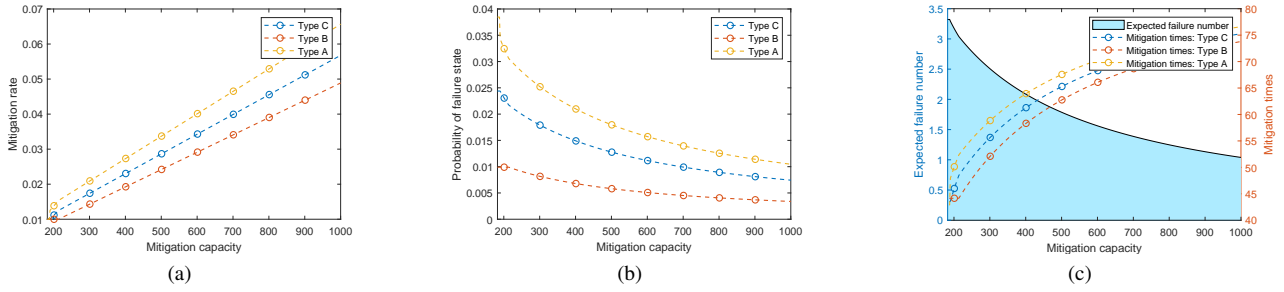 0.07
0.06
0.05
0.04
0.03
0.02
0.01
Mitigation rate
Type C
Type B
Type A
200 300 400 500 600 700 800 900 1000
Mitigation capacity
(a)
0.04
0.035
0.03
0.025
0.02
0.015
0.01
0.005
0
Probability of failure state
Type C
Type B
Type A
200 300 400 500 600 700 800 900 1000
Mitigation capacity
(b)
3.5
3
2.5
2
1.5
1
0.5
0
Expected failure number
Expected failure number
Mitigation times: Type C
Mitigation times: Type B
Mitigation times: Type A
80
75
70
65
60
55
50
45
40
Mitigation times
200 300 400 500 600 700 800 900 1000
Mitigation capacity
(c)